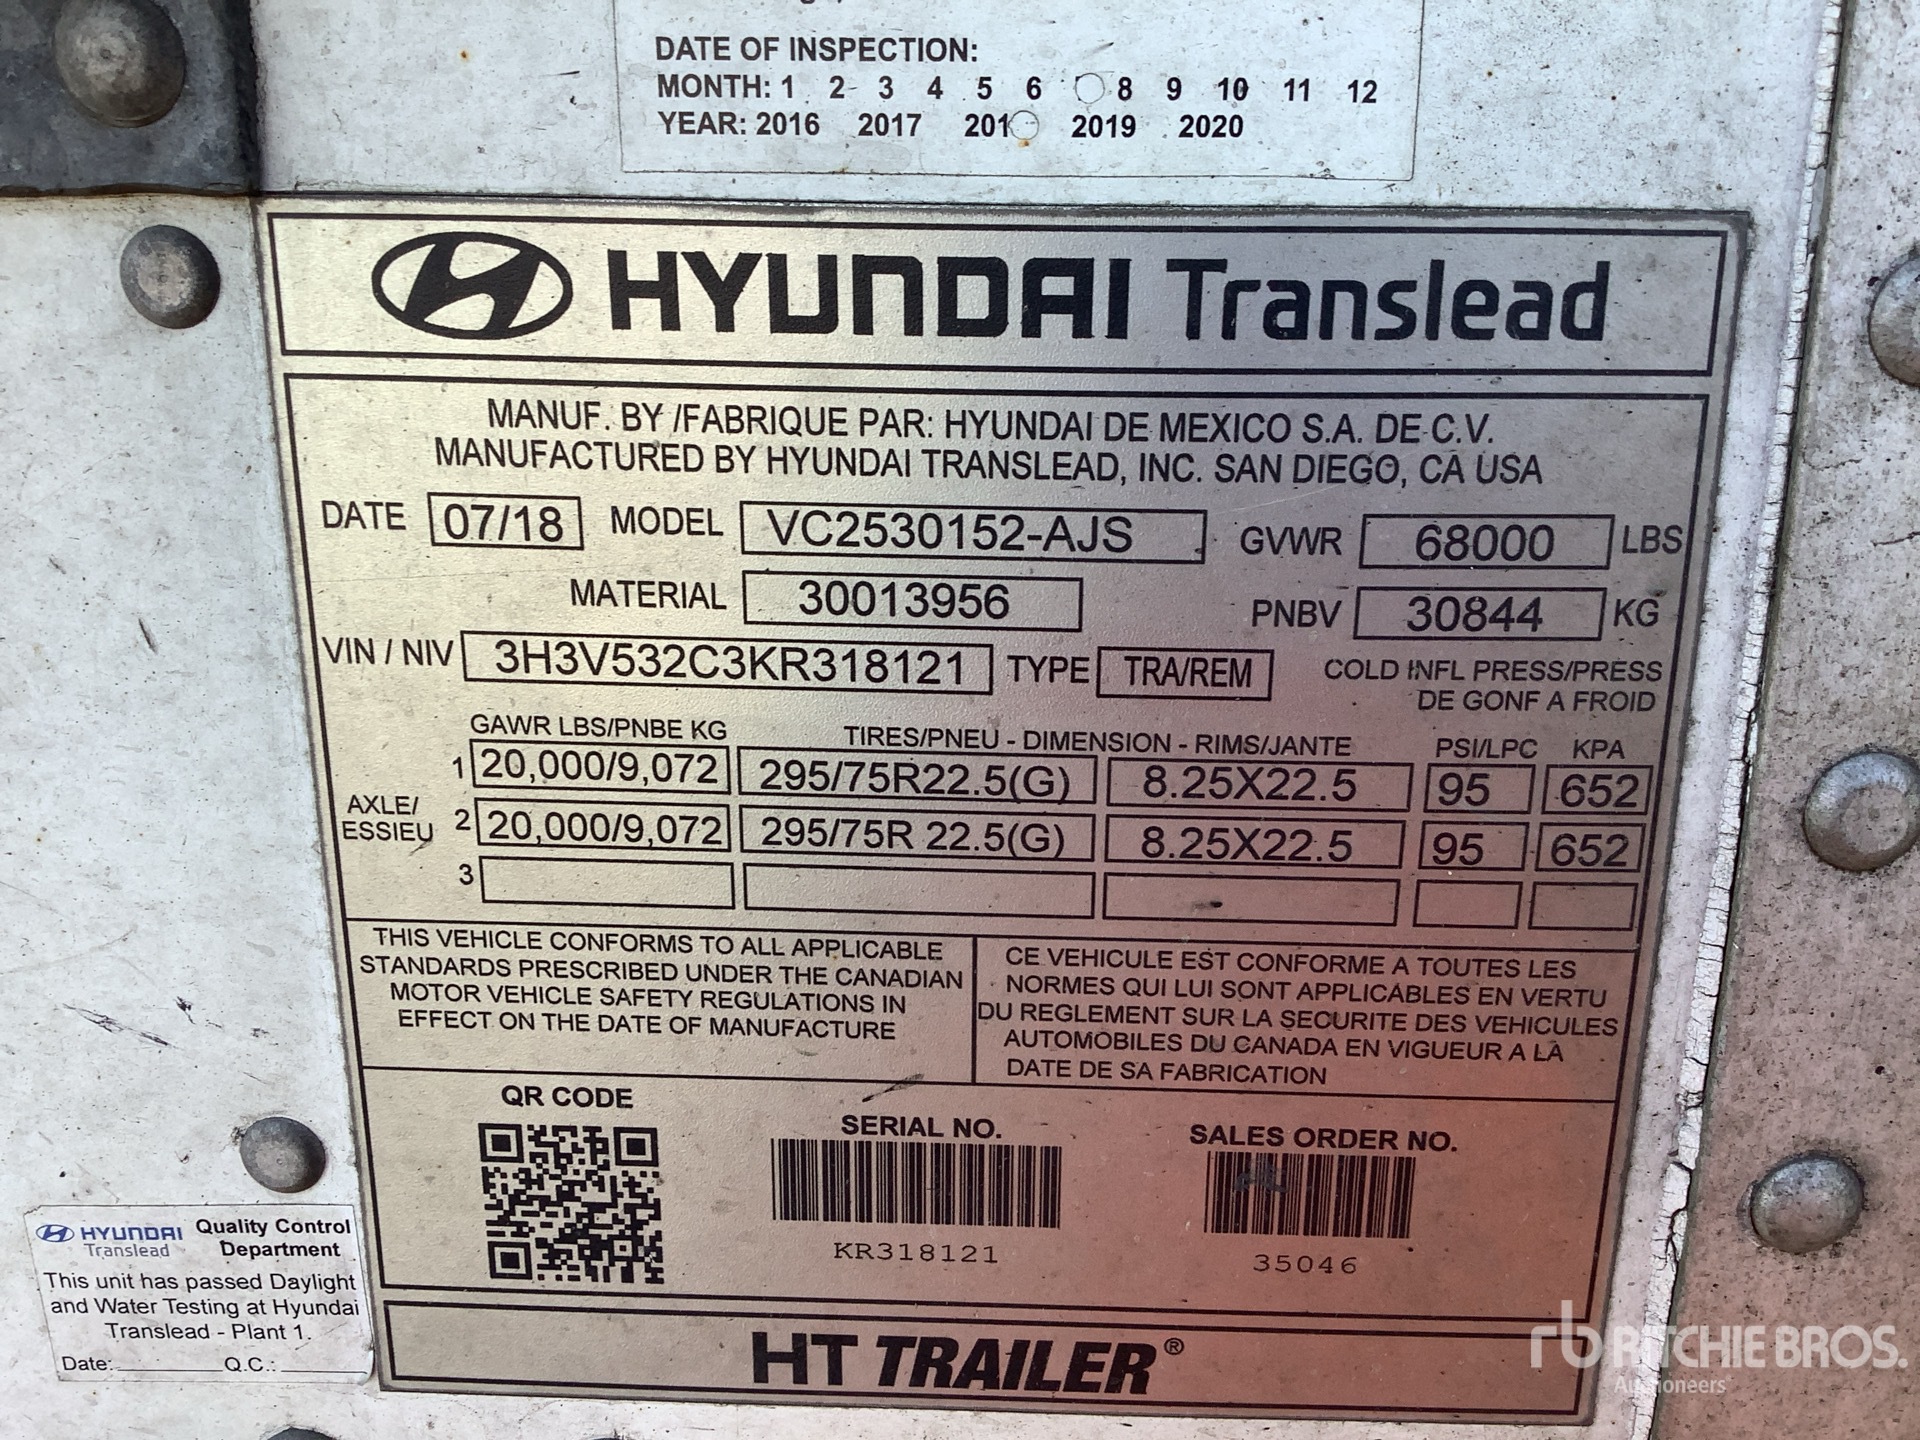 DATE OF INSPECTION:
MONTH: 1 2 3 4 5 6 8 9 10 11 12
YEAR: 2016 2017 201 2019 2020
HYUNDAI Translead
MANUF. BY /FABRIQUE PAR: HYUNDAI DE MEXICO S.A. DE C.V.
MANUFACTURED BY HYUNDAI TRANSLEAD, INC. SAN DIEGO, CA USA
DATE 07/18 MODEL VC2530152-AJS GVWR 68000 LBS
MATERIAL 30013956 PNBV 30844 KG
VIN / NIV 3H3V532C3KR318121 TYPE TRA/REM COLD INFL PRESS/PRESS
DE GONF A FROID
GAWR LBS/PNBE KG TIRES/PNEU - DIMENSION - RIMS/JANTE PSI/LPC KPA
1 20,000/9,072 295/75R22.5(G) 8.25X22.5 95 652
AXLE/
ESSIEU 2 20,000/9,072 295/75R 22.5(G) 8.25X22.5 95 652
3
THIS VEHICLE CONFORMS TO ALL APPLICABLE
STANDARDS PRESCRIBED UNDER THE CANADIAN
MOTOR VEHICLE SAFETY REGULATIONS IN
EFFECT ON THE DATE OF MANUFACTURE
CE VEHICULE EST CONFORME A TOUTES LES
NORMES QUI LUI SONT APPLICABLES EN VERTU
DU REGLEMENT SUR LA SECURITE DES VEHICULES
AUTOMOBILES DU CANADA EN VIGUEUR A LA
DATE DE SA FABRICATION
QR CODE
SERIAL NO.
KR318121
SALES ORDER NO.
35046
HT TRAILER®
HYUNDAI Translead
Quality Control
Department
This unit has passed Daylight
and Water Testing at Hyundai
Translead - Plant 1.
Date: Q.C.:
rb RITCHIE BROS.
Auctioneers